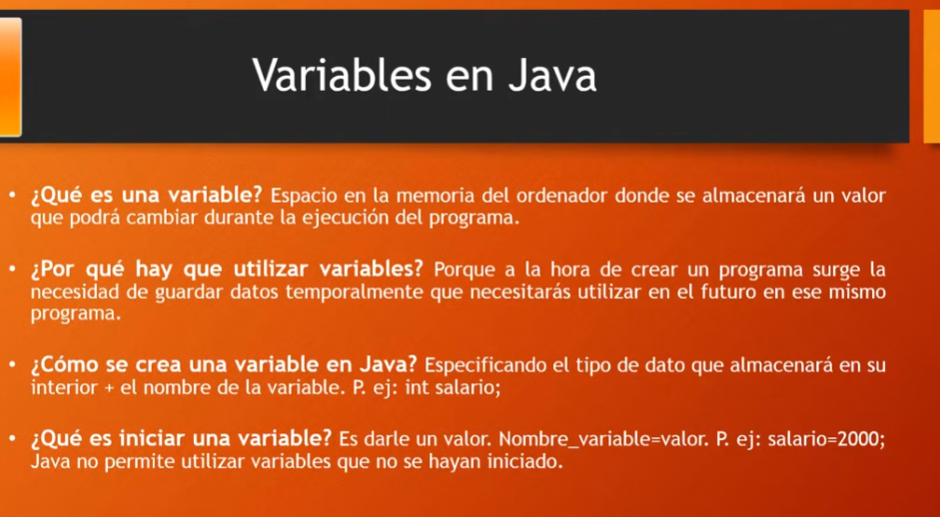 Variables en Java
• ¿Qué es una variable? Espacio en la memoria del ordenador donde se almacenará un valor
que podrá cambiar durante la ejecución del programa.
• ¿Por qué hay que utilizar variables? Porque a la hora de crear un programa surge la
necesidad de guardar datos temporalmente que necesitarás utilizar en el futuro en ese mismo
programa.
• ¿Cómo se crea una variable en Java? Especificando el tipo de dato que almacenará en su
interior + el nombre de la variable. P. ej: int salario;
• ¿Qué es iniciar una variable? Es darle un valor. Nombre_variable=valor. P. ej: salario=2000;
Java no permite utilizar variables que no se hayan iniciado.